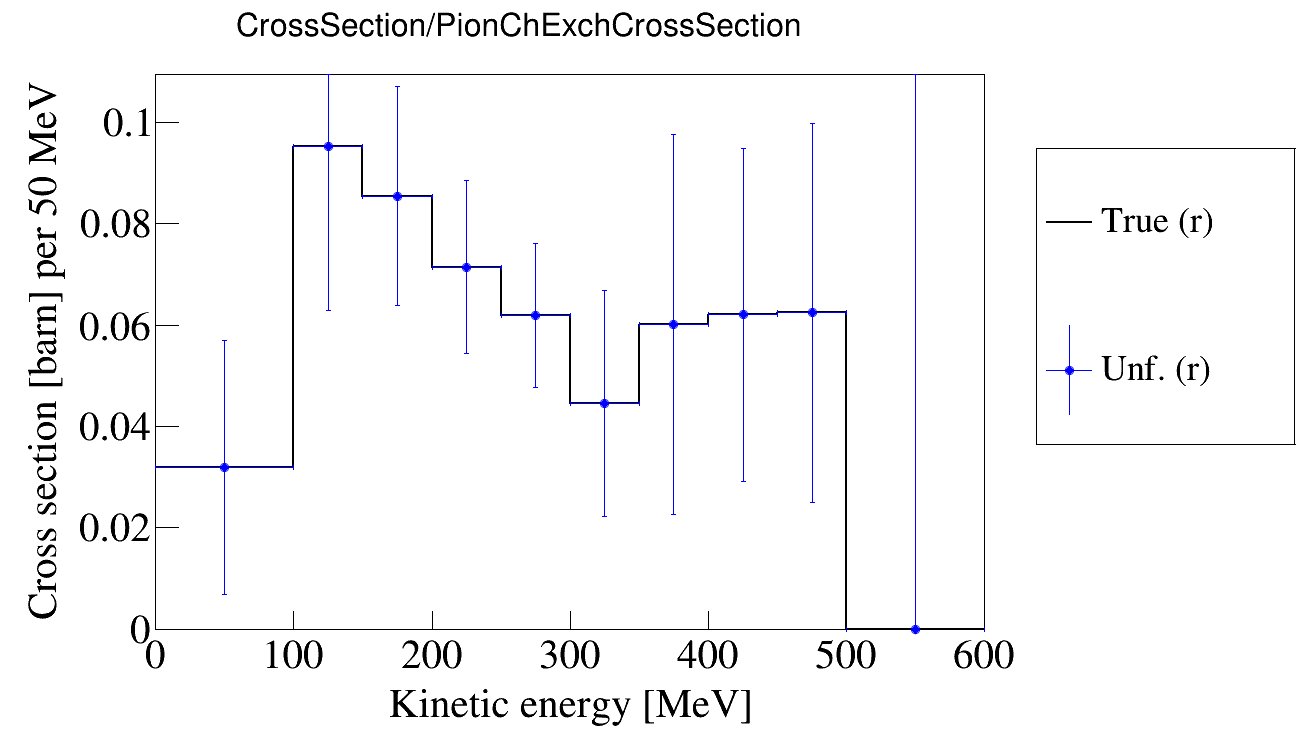 CrossSection/PionChExchCrossSection
Cross section [barn] per 50 MeV
0.1
0.08
0.06
0.04
0.02
0
0 100 200 300 400 500 600
Kinetic energy [MeV]
True (r)
Unf. (r)